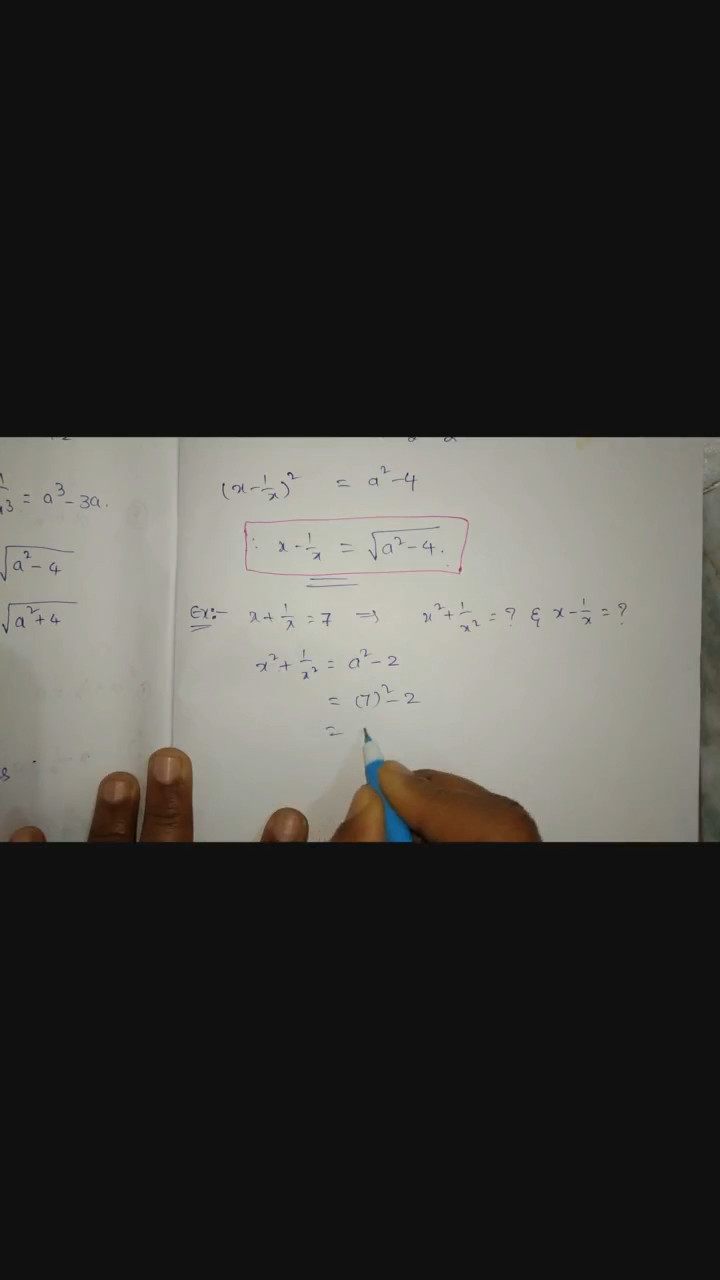 = a³ - 3a.
√a² - 4
√a² + 4
(x - 1/x)² = a² - 4
∴ x - 1/x = √a² - 4.
Ex:- x + 1/x = 7 ⇒ x² + 1/x² = ? & x - 1/x = ?
x² + 1/x² = a² - 2
= (7)² - 2
=